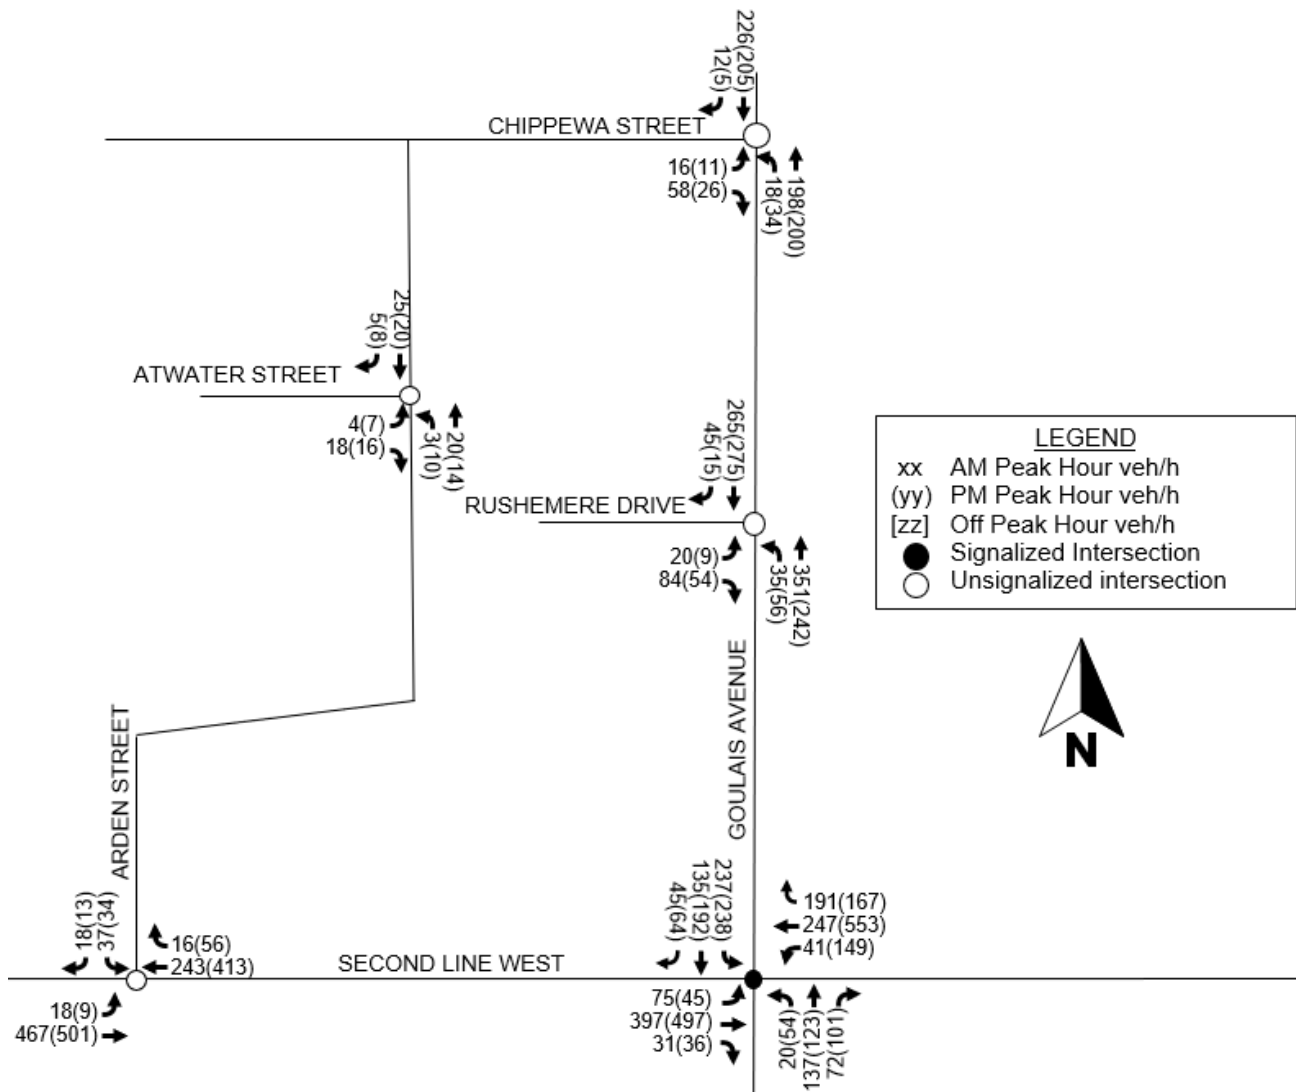 226(205)
12(5)
CHIPPEWA STREET
16(11)
58(26)
18(34)
198(200)
25(20)
5(8)
ATWATER STREET
4(7)
18(16)
3(10)
20(14)
265(275)
45(15)
RUSHEMERE DRIVE
20(9)
84(54)
35(56)
351(242)
LEGEND
xx AM Peak Hour veh/h
(yy) PM Peak Hour veh/h
[zz] Off Peak Hour veh/h
Signalized Intersection
Unsignalized intersection
N
ARDEN STREET
GOULAIS AVENUE
18(13)
37(34)
16(56)
243(413)
SECOND LINE WEST
18(9)
467(501)
45(64)
135(192)
237(238)
191(167)
247(553)
41(149)
75(45)
397(497)
31(36)
20(54)
137(123)
72(101)